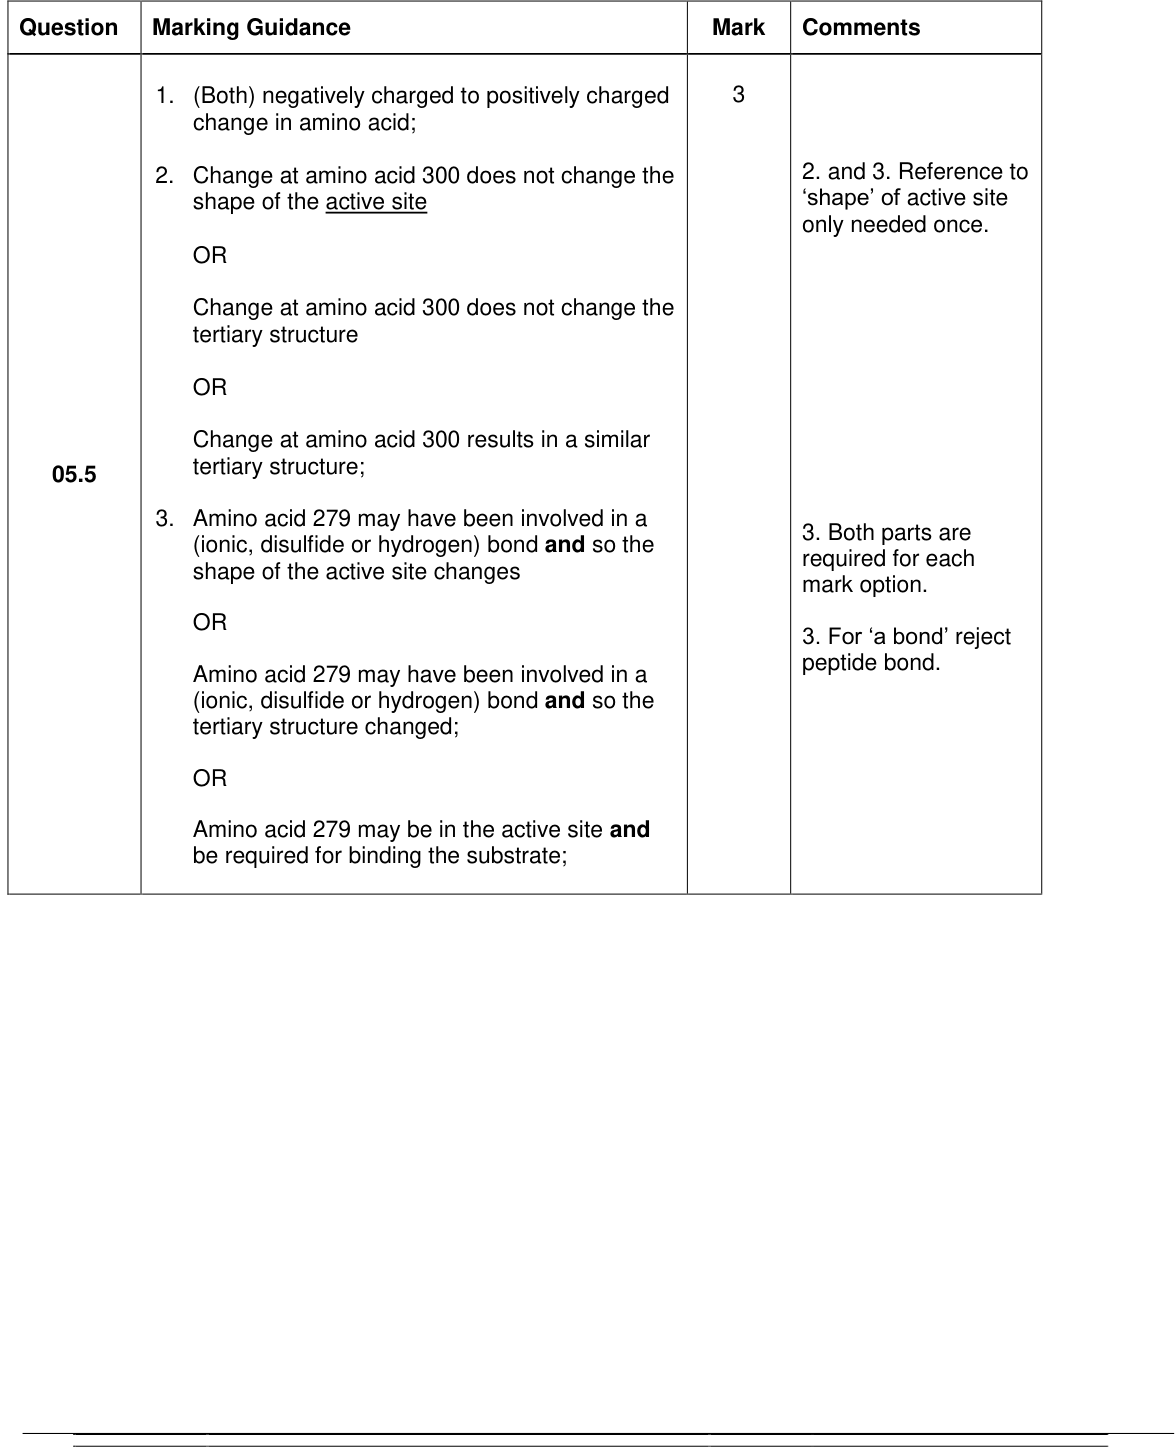 Question Marking Guidance Mark Comments
1. (Both) negatively charged to positively charged 3
change in amino acid;
2. Change at amino acid 300 does not change the
shape of the active site
OR
Change at amino acid 300 does not change the
tertiary structure
OR
Change at amino acid 300 results in a similar
tertiary structure;
3. Amino acid 279 may have been involved in a
(ionic, disulfide or hydrogen) bond and so the
shape of the active site changes
OR
Amino acid 279 may have been involved in a
(ionic, disulfide or hydrogen) bond and so the
tertiary structure changed;
OR
Amino acid 279 may be in the active site and
be required for binding the substrate;
2. and 3. Reference to
‘shape’ of active site
only needed once.
3. Both parts are
required for each
mark option.
3. For ‘a bond’ reject
peptide bond.
05.5